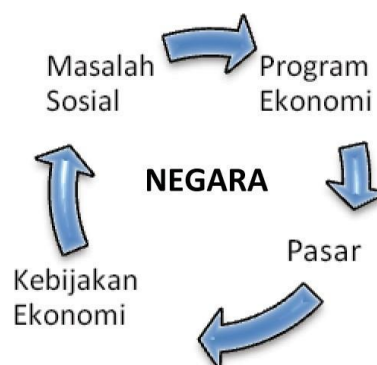 Masalah
Sosial
Program
Ekonomi
NEGARA
Pasar
Kebijakan
Ekonomi